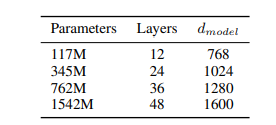 Parameters Layers d_model
117M 12 768
345M 24 1024
762M 36 1280
1542M 48 1600